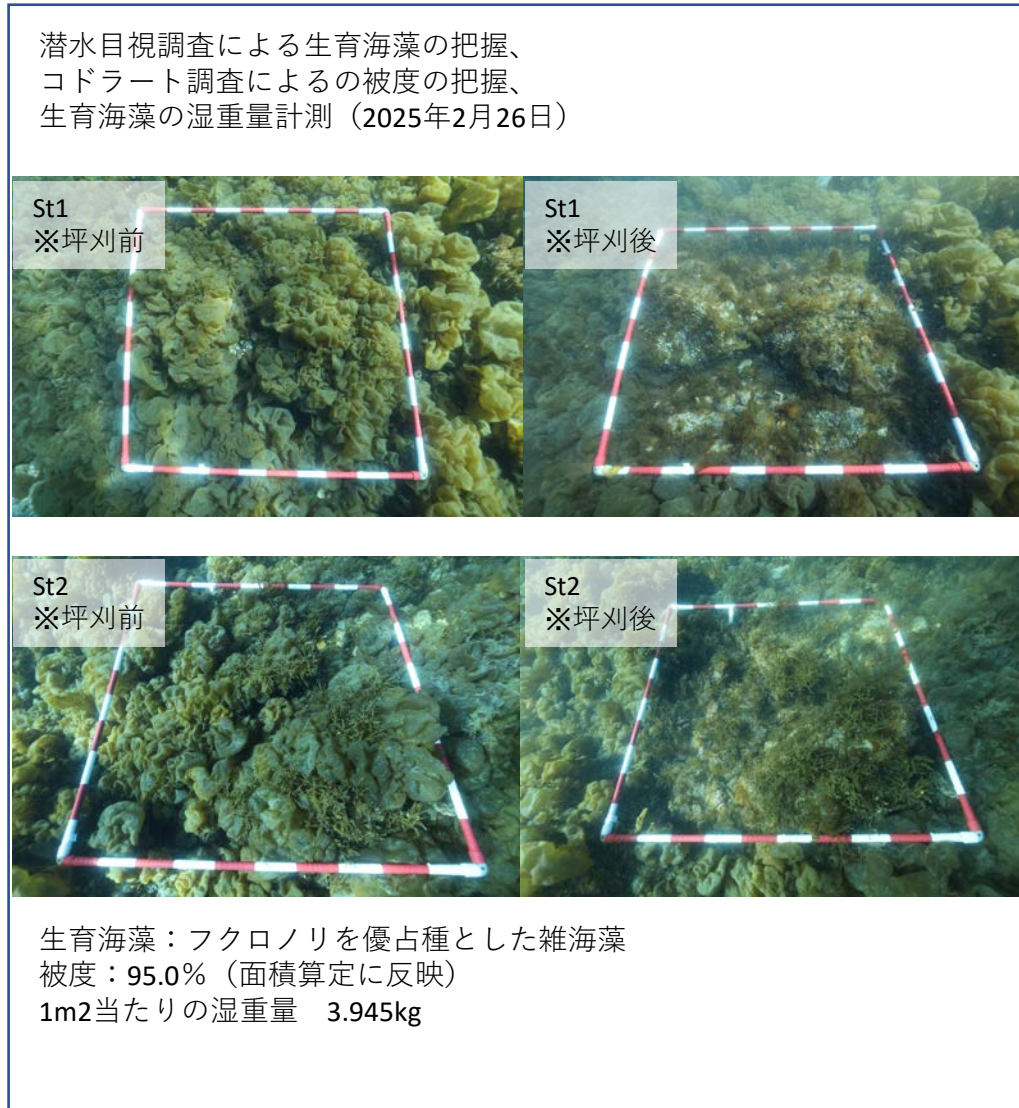 潜水目視調査による生育海藻の把握、
コドラート調査によるの被度の把握、
生育海藻の湿重量計測（2025年2月26日）
St1
※坪刈前
St1
※坪刈後
St2
※坪刈前
St2
※坪刈後
生育海藻：フクロノリを優占種とした雑海藻
被度：95.0％（面積算定に反映）
1m2当たりの湿重量　3.945kg